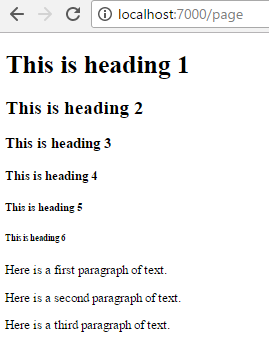 localhost:7000/page
This is heading 1
This is heading 2
This is heading 3
This is heading 4
This is heading 5
This is heading 6
Here is a first paragraph of text.
Here is a second paragraph of text.
Here is a third paragraph of text.